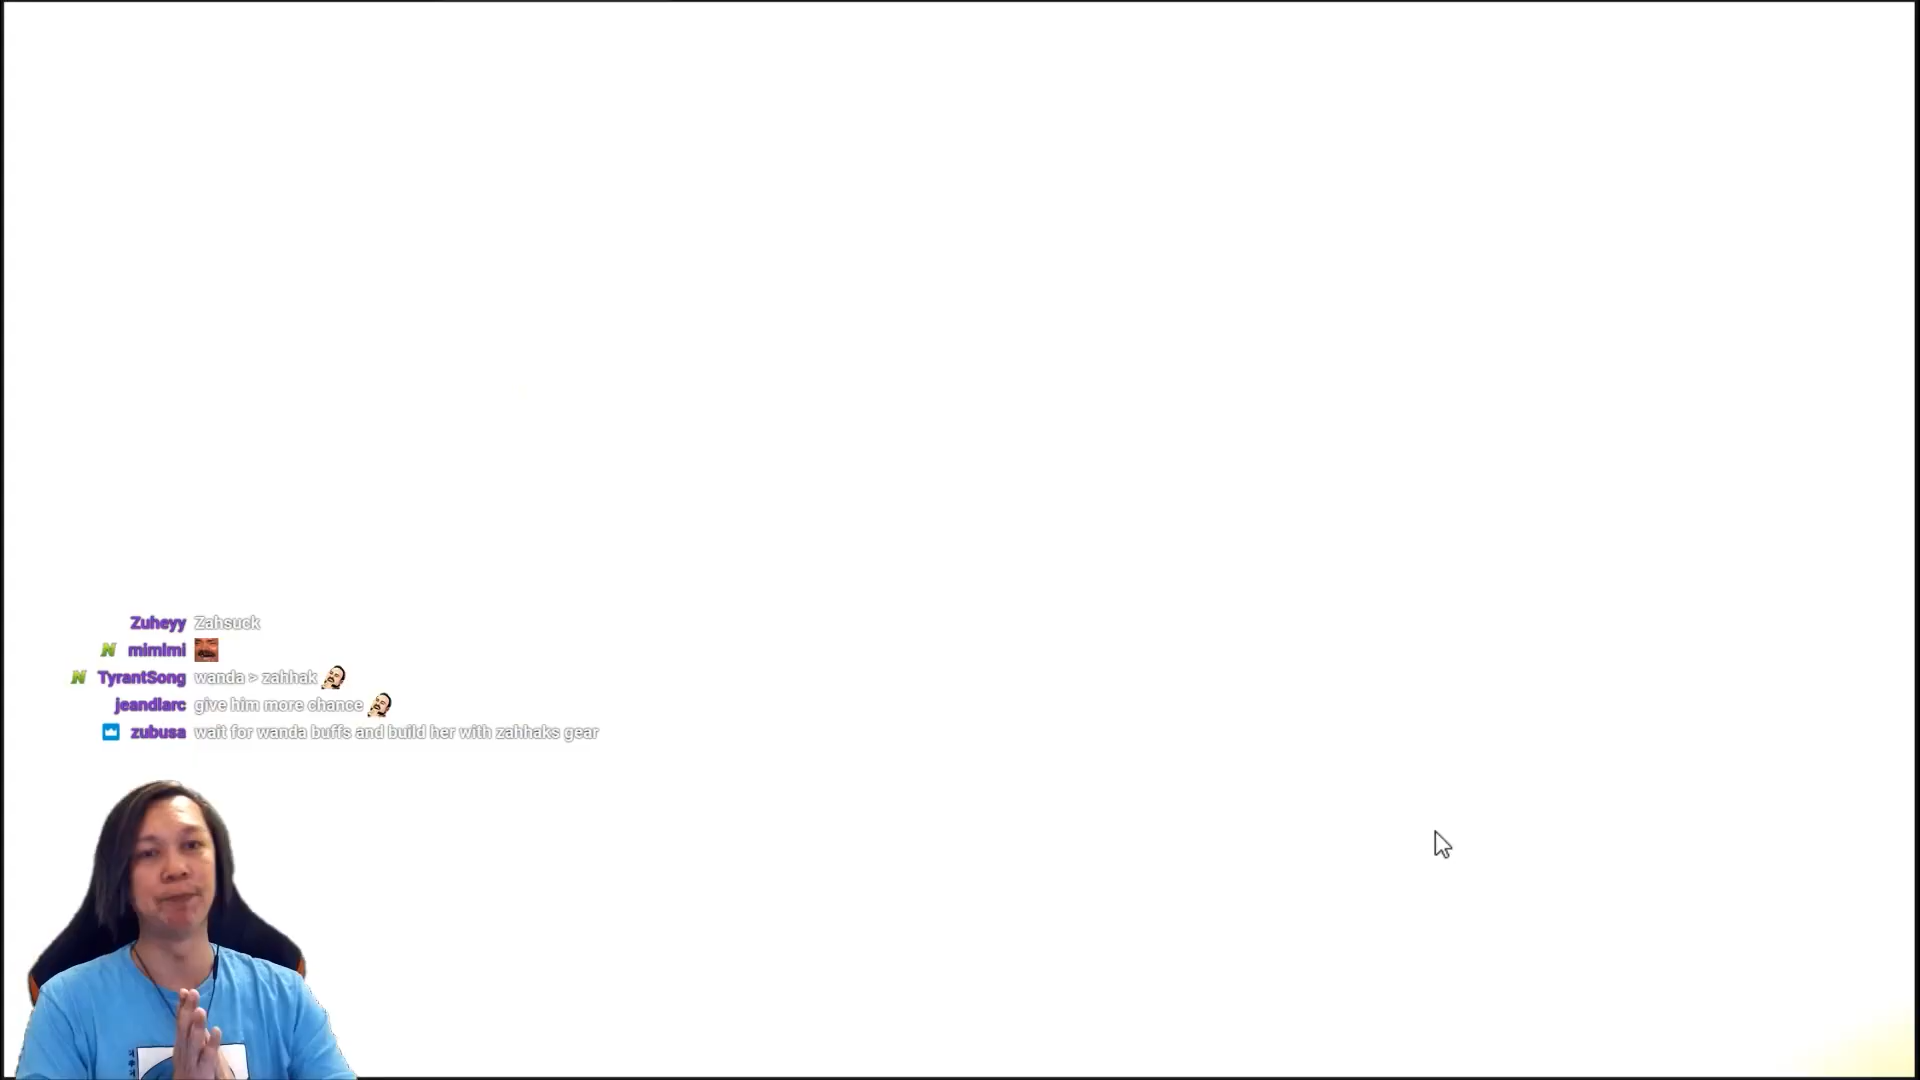 Zuheyy Zahsuck
N mimlmi
N TyrantSong wanda > zahhak
jeandlarc give him more chance
zubusa wait for wanda buffs and build her with zahhaks gear